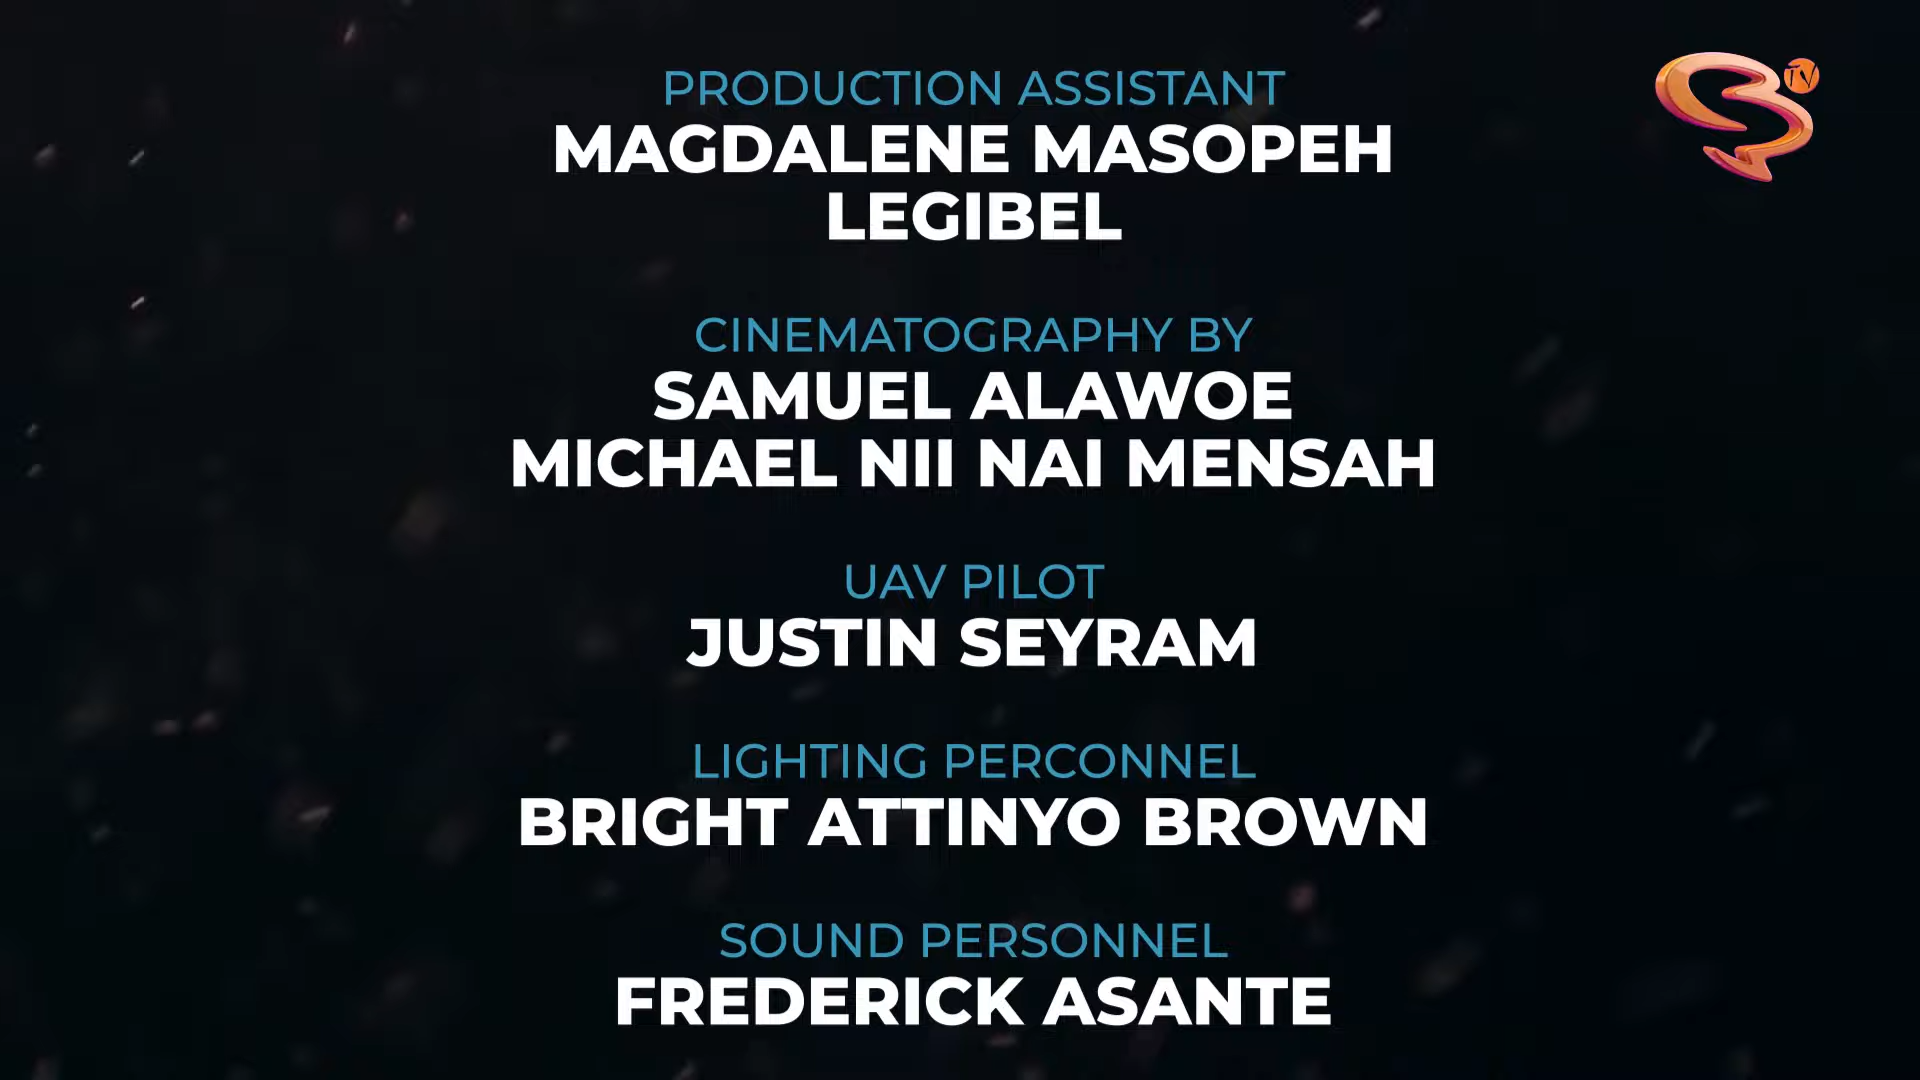 PRODUCTION ASSISTANT
MAGDALENE MASOPEH
LEGIBEL
CINEMATOGRAPHY BY
SAMUEL ALAWOE
MICHAEL NII NAI MENSAH
UAV PILOT
JUSTIN SEYRAM
LIGHTING PERCONNEL
BRIGHT ATTINYO BROWN
SOUND PERSONNEL
FREDERICK ASANTE
TV